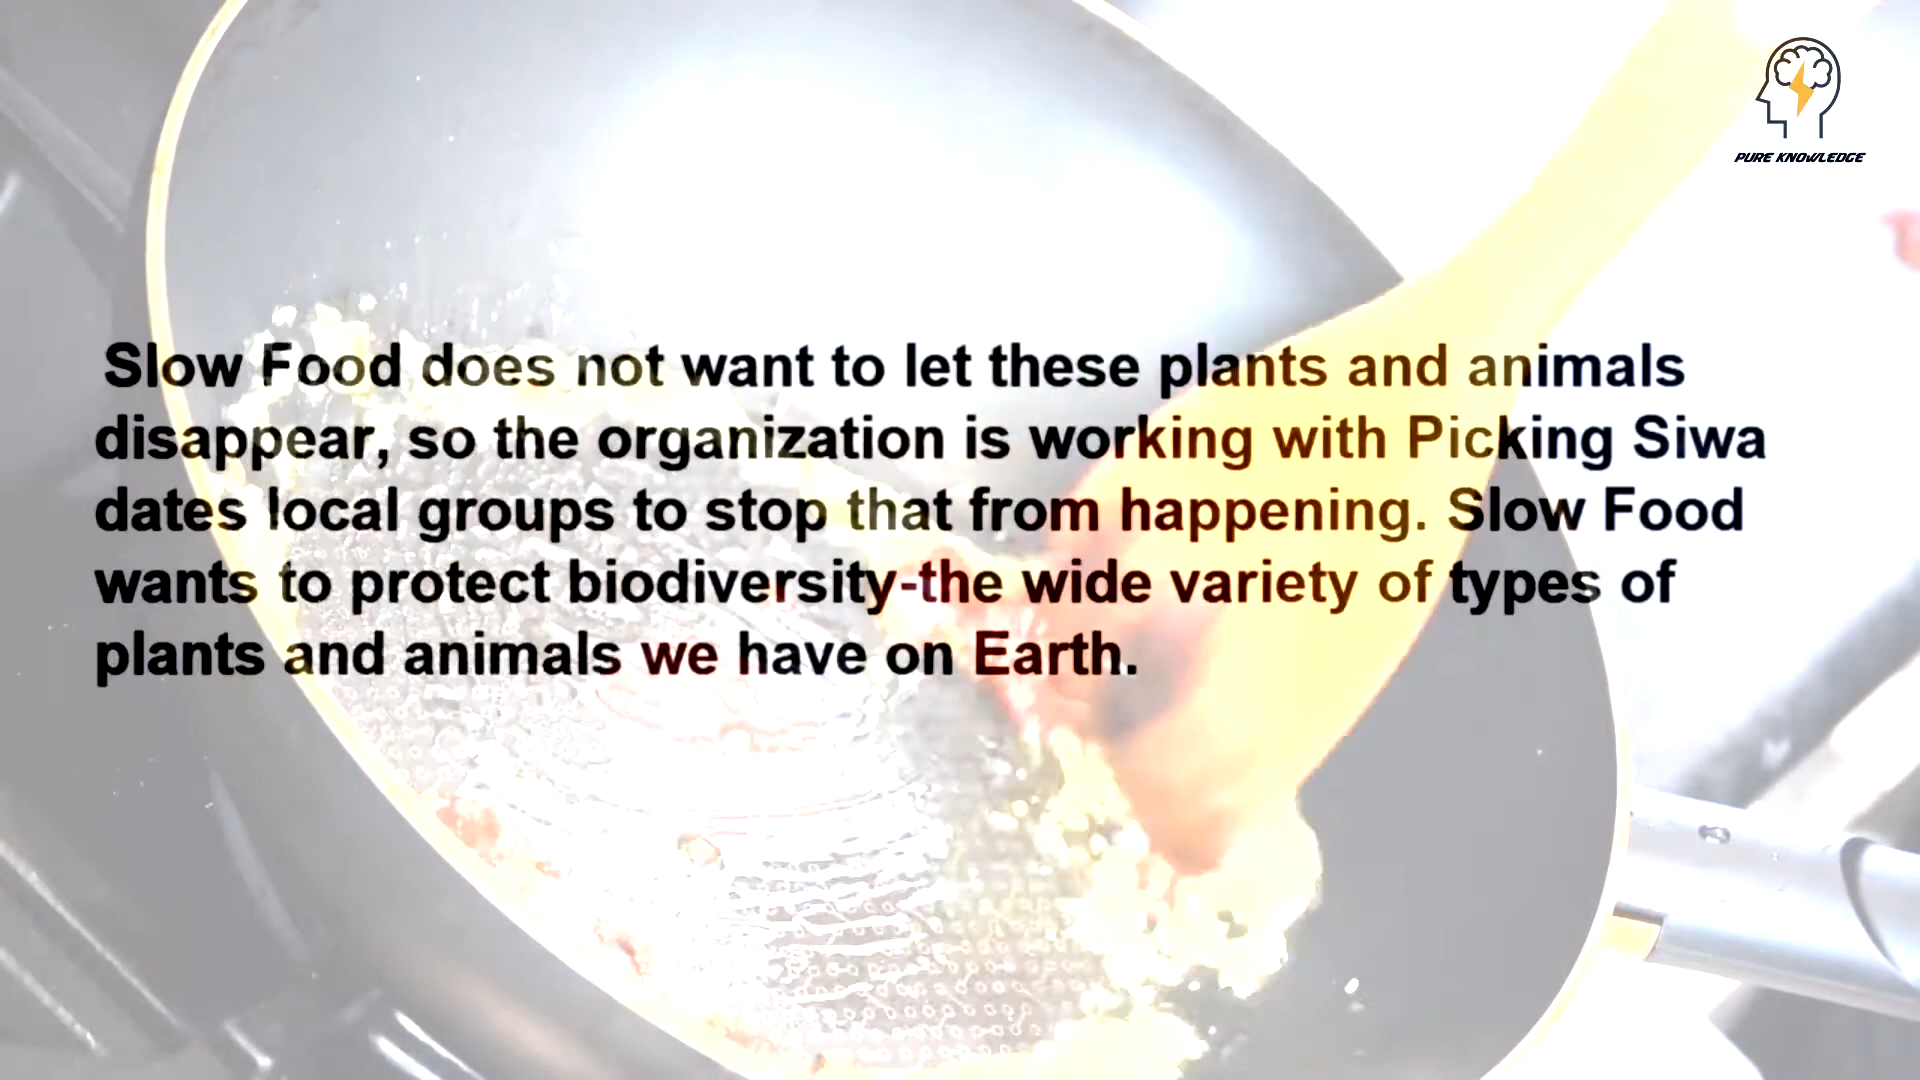 PURE KNOWLEDGE
Slow Food does not want to let these plants and animals
disappear, so the organization is working with Picking Siwa
dates local groups to stop that from happening. Slow Food
wants to protect biodiversity-the wide variety of types of
plants and animals we have on Earth.